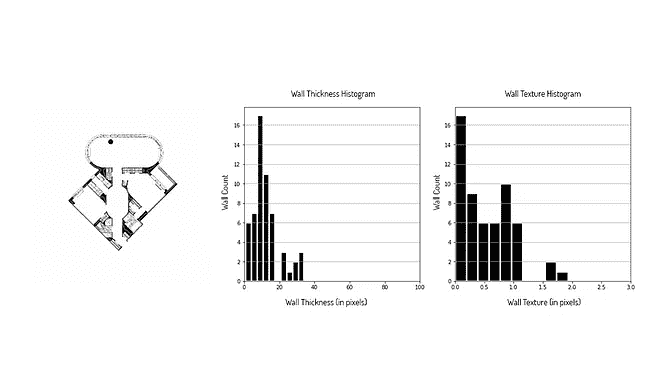 Wall Thickness Histogram
Wall Count
16
14
12
10
8
6
4
2
0
0 20 40 60 80 100
Wall Thickness (in pixels)
Wall Texture Histogram
Wall Count
16
14
12
10
8
6
4
2
0
0.0 0.5 1.0 1.5 2.0 2.5 3.0
Wall Texture (in pixels)